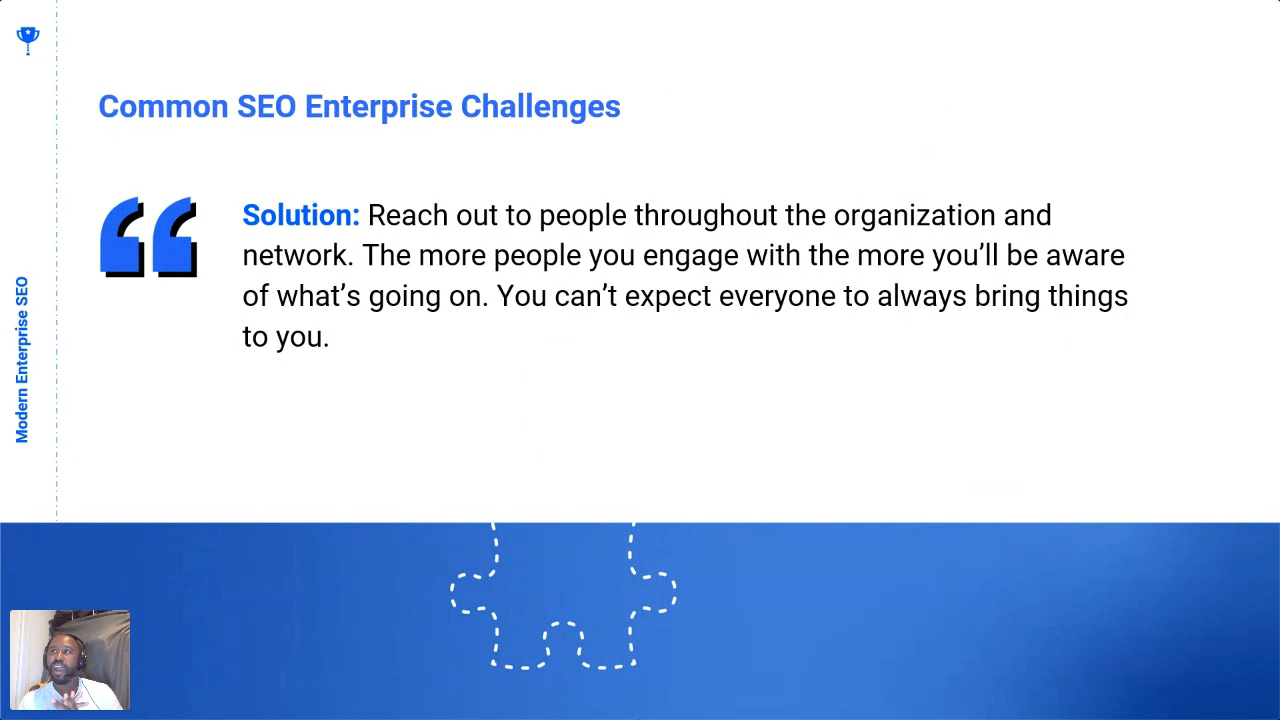 Common SEO Enterprise Challenges
Solution: Reach out to people throughout the organization and
network. The more people you engage with the more you’ll be aware
of what’s going on. You can’t expect everyone to always bring things
to you.
Modern Enterprise SEO